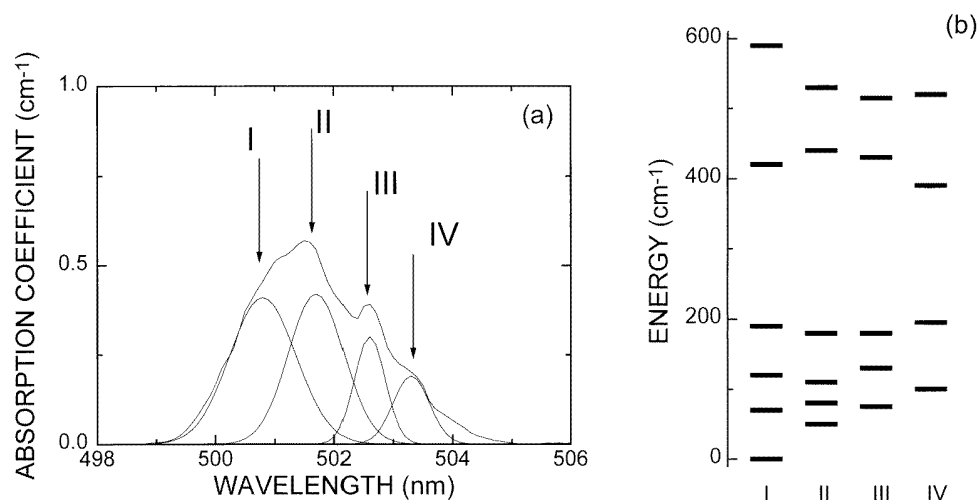 (a)
I
II
III
IV
1.0
0.5
0.0
ABSORPTION COEFFICIENT (cm-1)
498 500 502 504 506
WAVELENGTH (nm)
(b)
600
400
200
0
ENERGY (cm-1)
I II III IV